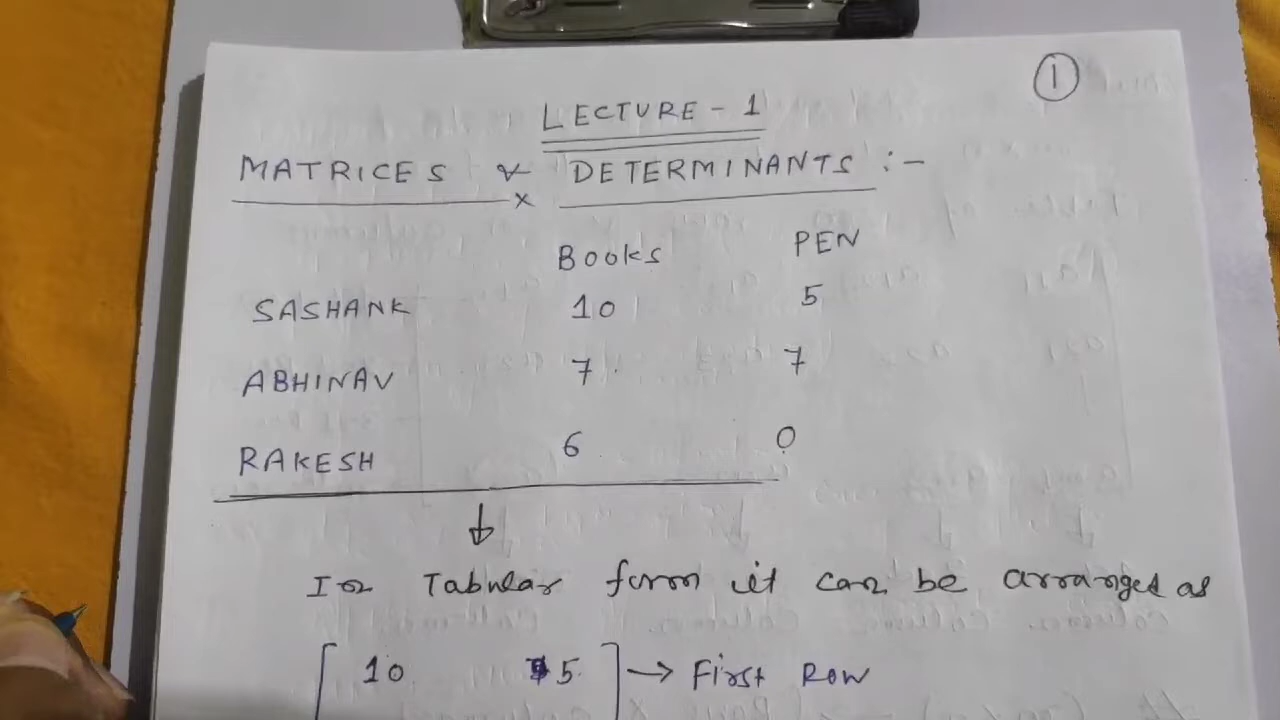 1
LECTURE - 1
MATRICES & DETERMINANTS :-
Books PEN
SASHANK 10 5
ABHINAV 7 7
RAKESH 6 0
In Tabular form it can be arranged as
10 5 → First Row